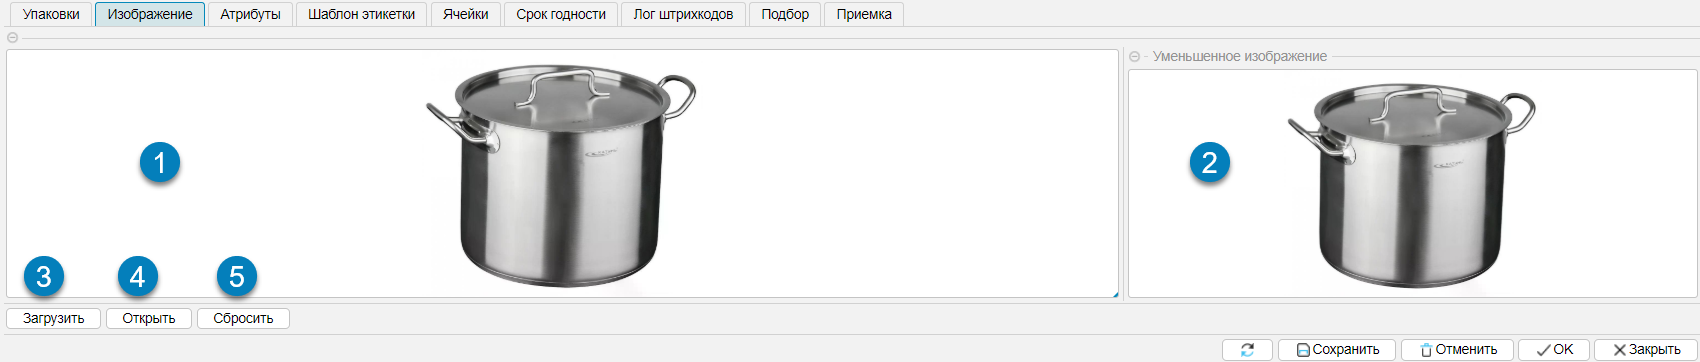 Упаковки Изображение Атрибуты Шаблон этикетки Ячейки Срок годности Лог штрихкодов Подбор Приемка
Уменьшенное изображение
1 2
3 4 5
Загрузить Открыть Сбросить
Сохранить Отменить OK Закрыть